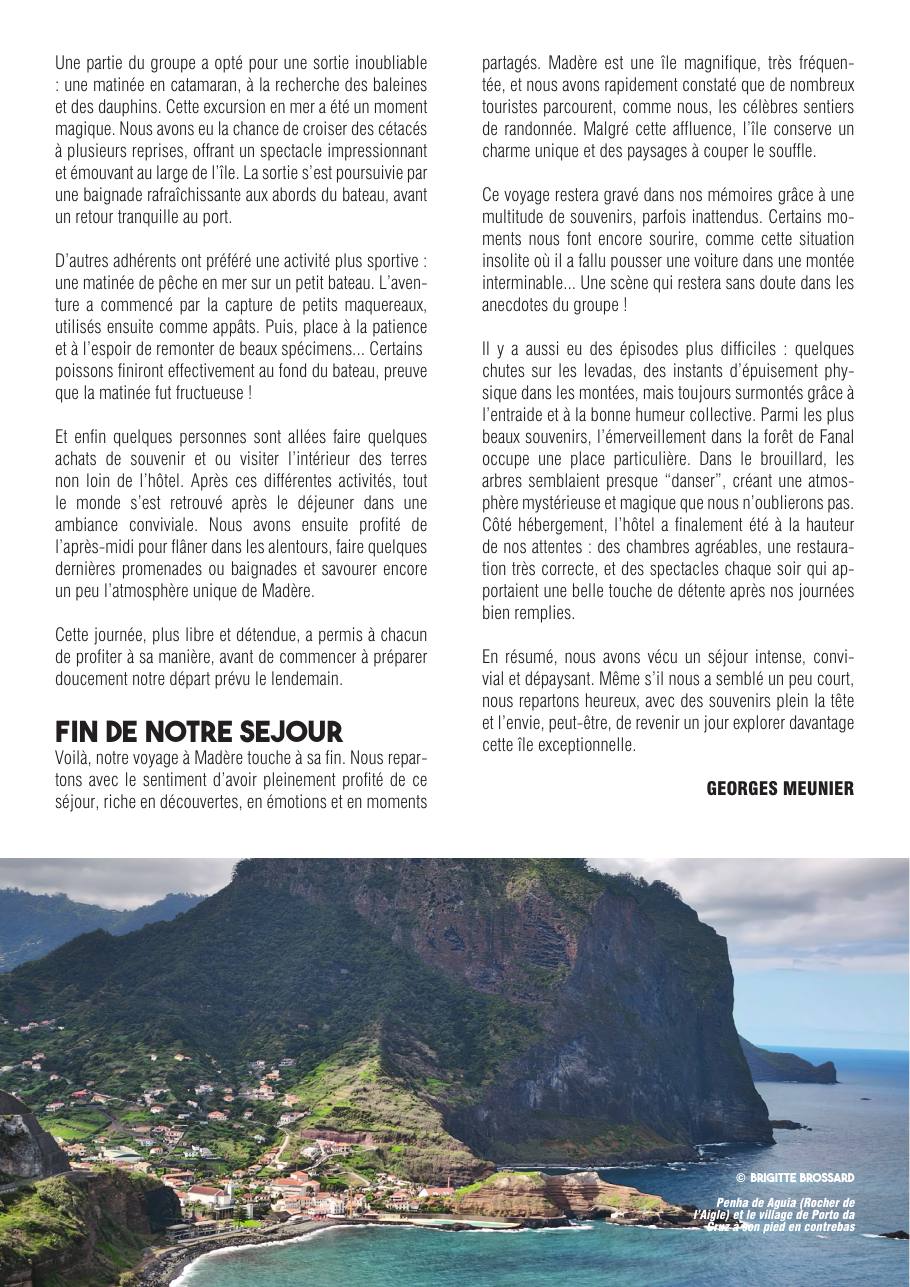 Une partie du groupe a opté pour une sortie inoubliable
: une matinée en catamaran, à la recherche des baleines
et des dauphins. Cette excursion en mer a été un moment
magique. Nous avons eu la chance de croiser des cétacés
à plusieurs reprises, offrant un spectacle impressionnant
et émouvant au large de l'île. La sortie s'est poursuivie par
une baignade rafraîchissante aux abords du bateau, avant
un retour tranquille au port.
D'autres adhérents ont préféré une activité plus sportive :
une matinée de pêche en mer sur un petit bateau. L'aven-
ture a commencé par la capture de petits maquereaux,
utilisés ensuite comme appâts. Puis, place à la patience
et à l'espoir de remonter de beaux spécimens... Certains
poissons finiront effectivement au fond du bateau, preuve
que la matinée fut fructueuse !
Et enfin quelques personnes sont allées faire quelques
achats de souvenir et ou visiter l'intérieur des terres
non loin de l'hôtel. Après ces différentes activités, tout
le monde s'est retrouvé après le déjeuner dans une
ambiance conviviale. Nous avons ensuite profité de
l'après-midi pour flâner dans les alentours, faire quelques
dernières promenades ou baignades et savourer encore
un peu l'atmosphère unique de Madère.
Cette journée, plus libre et détendue, a permis à chacun
de profiter à sa manière, avant de commencer à préparer
doucement notre départ prévu le lendemain.
FIN DE NOTRE SEJOUR
Voilà, notre voyage à Madère touche à sa fin. Nous repar-
tons avec le sentiment d'avoir pleinement profité de ce
séjour, riche en découvertes, en émotions et en moments
partagés. Madère est une île magnifique, très fréquen-
tée, et nous avons rapidement constaté que de nombreux
touristes parcourent, comme nous, les célèbres sentiers
de randonnée. Malgré cette affluence, l'île conserve un
charme unique et des paysages à couper le souffle.
Ce voyage restera gravé dans nos mémoires grâce à une
multitude de souvenirs, parfois inattendus. Certains mo-
ments nous font encore sourire, comme cette situation
insolite où il a fallu pousser une voiture dans une montée
interminable... Une scène qui restera sans doute dans les
anecdotes du groupe !
Il y a aussi eu des épisodes plus difficiles : quelques
chutes sur les levadas, des instants d'épuisement phy-
sique dans les montées, mais toujours surmontés grâce à
l'entraide et à la bonne humeur collective. Parmi les plus
beaux souvenirs, l'émerveillement dans la forêt de Fanal
occupe une place particulière. Dans le brouillard, les
arbres semblaient presque “danser”, créant une atmos-
phère mystérieuse et magique que nous n'oublierons pas.
Côté hébergement, l'hôtel a finalement été à la hauteur
de nos attentes : des chambres agréables, une restaura-
tion très correcte, et des spectacles chaque soir qui ap-
portaient une belle touche de détente après nos journées
bien remplies.
En résumé, nous avons vécu un séjour intense, convi-
vial et dépaysant. Même s'il nous a semblé un peu court,
nous repartons heureux, avec des souvenirs plein la tête
et l'envie, peut-être, de revenir un jour explorer davantage
cette île exceptionnelle.
GEORGES MEUNIER
© BRIGITTE BROSSARD
Penha de Aguia (Rocher de
l'Aigle) et le village de Porto da
Cruz à son pied en contrebas